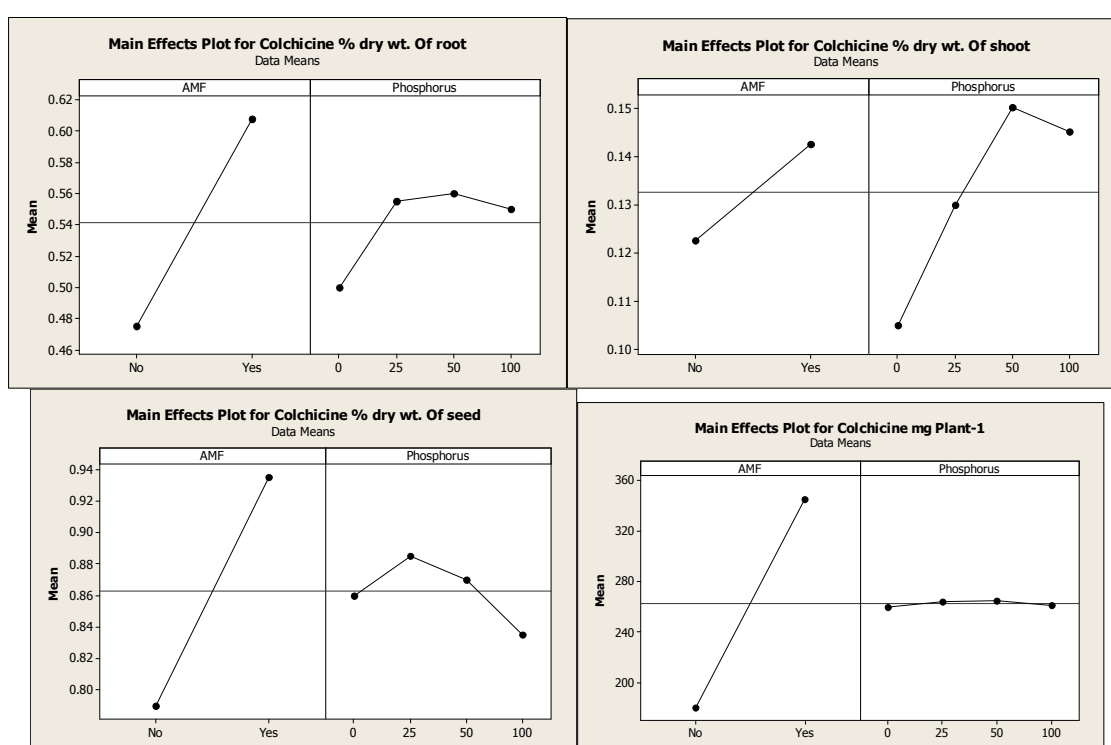 Main Effects Plot for Colchicine % dry wt. Of root
Data Means
AMF Phosphorus
0.62
0.60
0.58
0.56
0.54
0.52
0.50
0.48
0.46
Mean
No Yes 0 25 50 100
Main Effects Plot for Colchicine % dry wt. Of shoot
Data Means
AMF Phosphorus
0.15
0.14
0.13
0.12
0.11
0.10
Mean
No Yes 0 25 50 100
Main Effects Plot for Colchicine % dry wt. Of seed
Data Means
AMF Phosphorus
0.94
0.92
0.90
0.88
0.86
0.84
0.82
0.80
Mean
No Yes 0 25 50 100
Main Effects Plot for Colchicine mg Plant-1
Data Means
AMF Phosphorus
360
320
280
240
200
Mean
No Yes 0 25 50 100